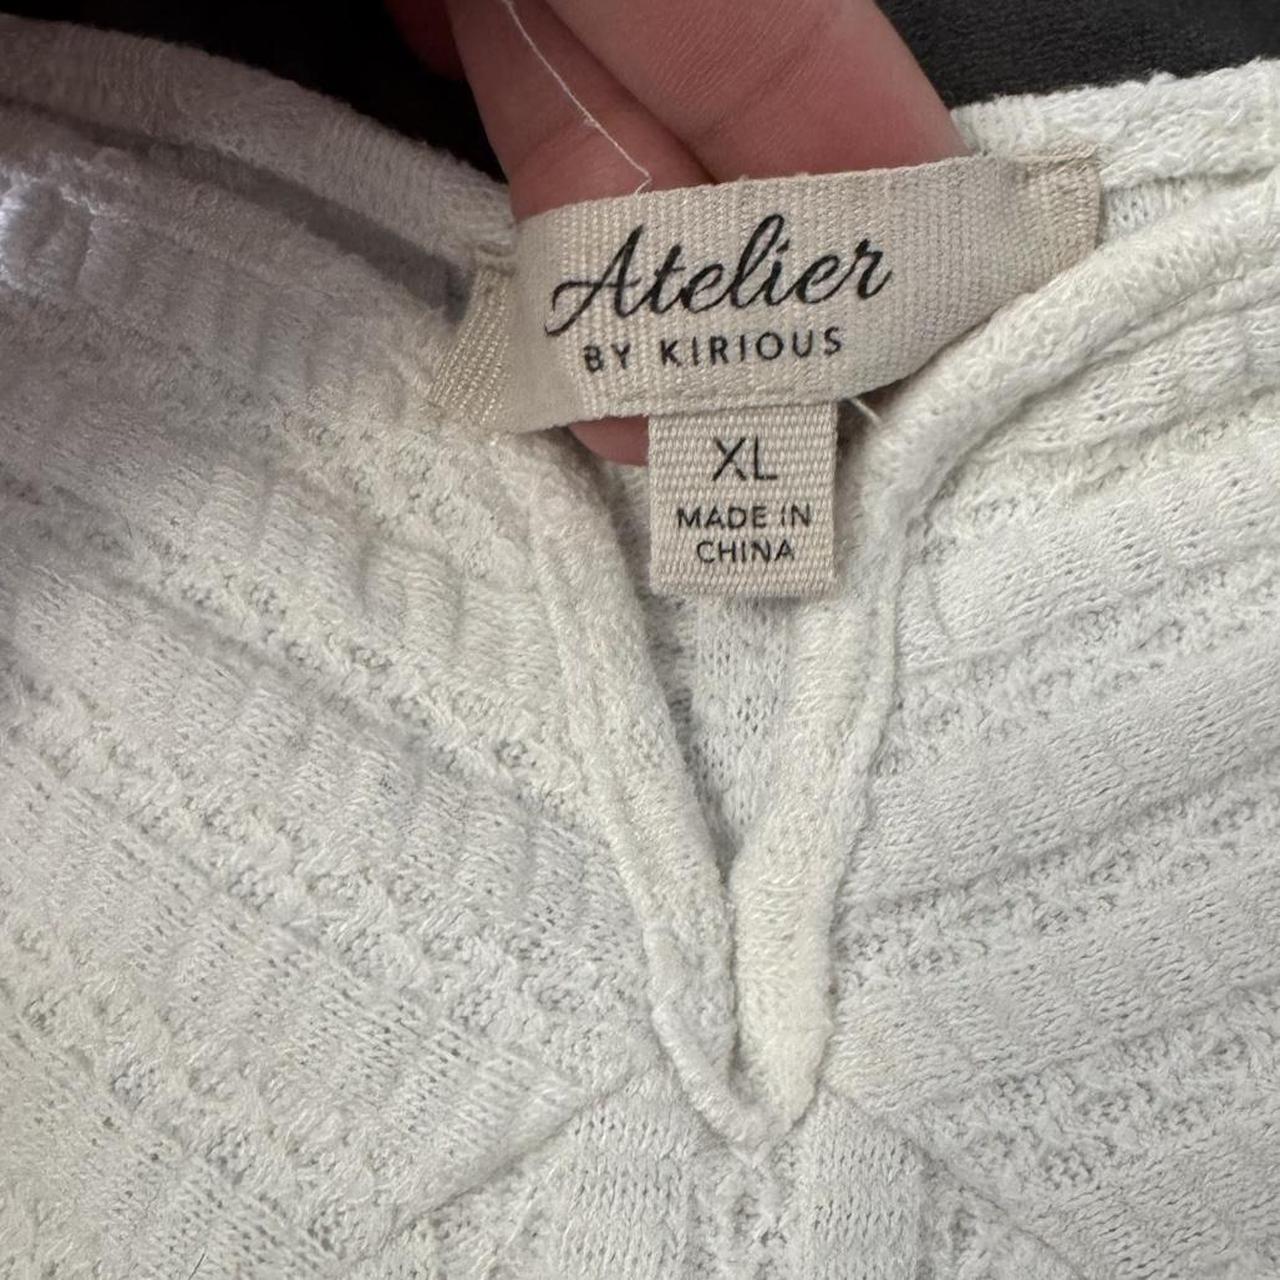 Atelier
BY KIRIOUS
XL
MADE IN
CHINA